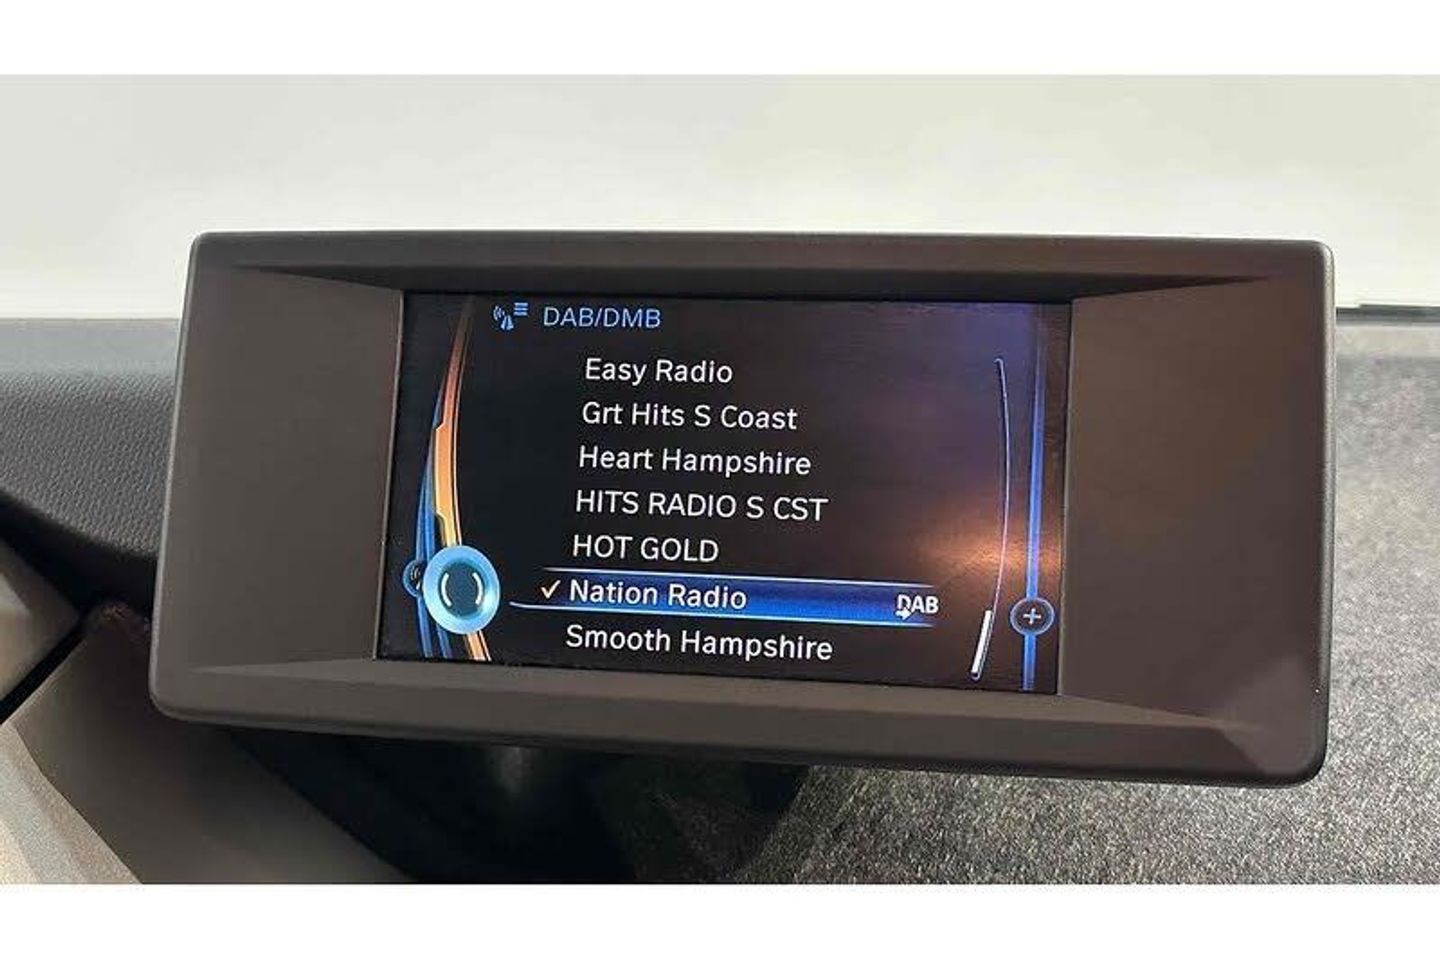 DAB/DMB
Easy Radio
Grt Hits S Coast
Heart Hampshire
HITS RADIO S CST
HOT GOLD
Nation Radio DAB
Smooth Hampshire